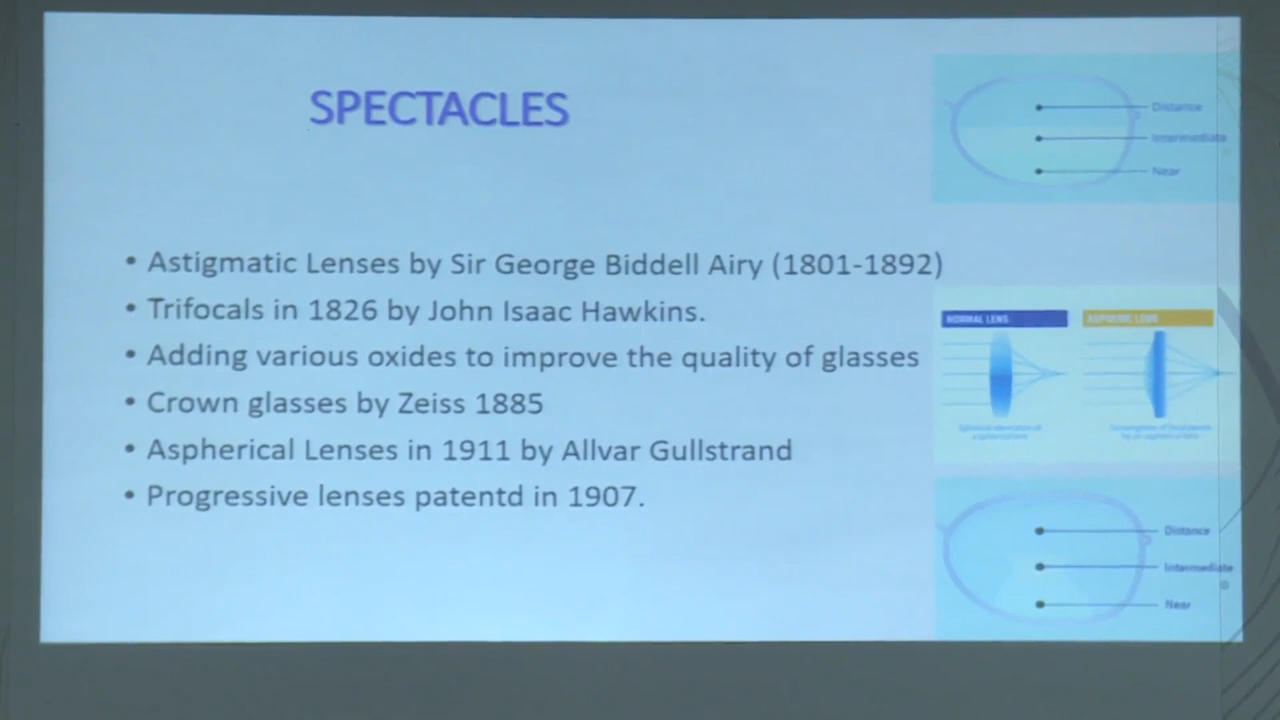 SPECTACLES
• Astigmatic Lenses by Sir George Biddell Airy (1801-1892)
• Trifocals in 1826 by John Isaac Hawkins.
• Adding various oxides to improve the quality of glasses
• Crown glasses by Zeiss 1885
• Aspherical Lenses in 1911 by Allvar Gullstrand
• Progressive lenses patentd in 1907.
Distance
Intermediate
Near
NORMAL LENS
ASPHERIC LENS
Distance
Intermediate
Near